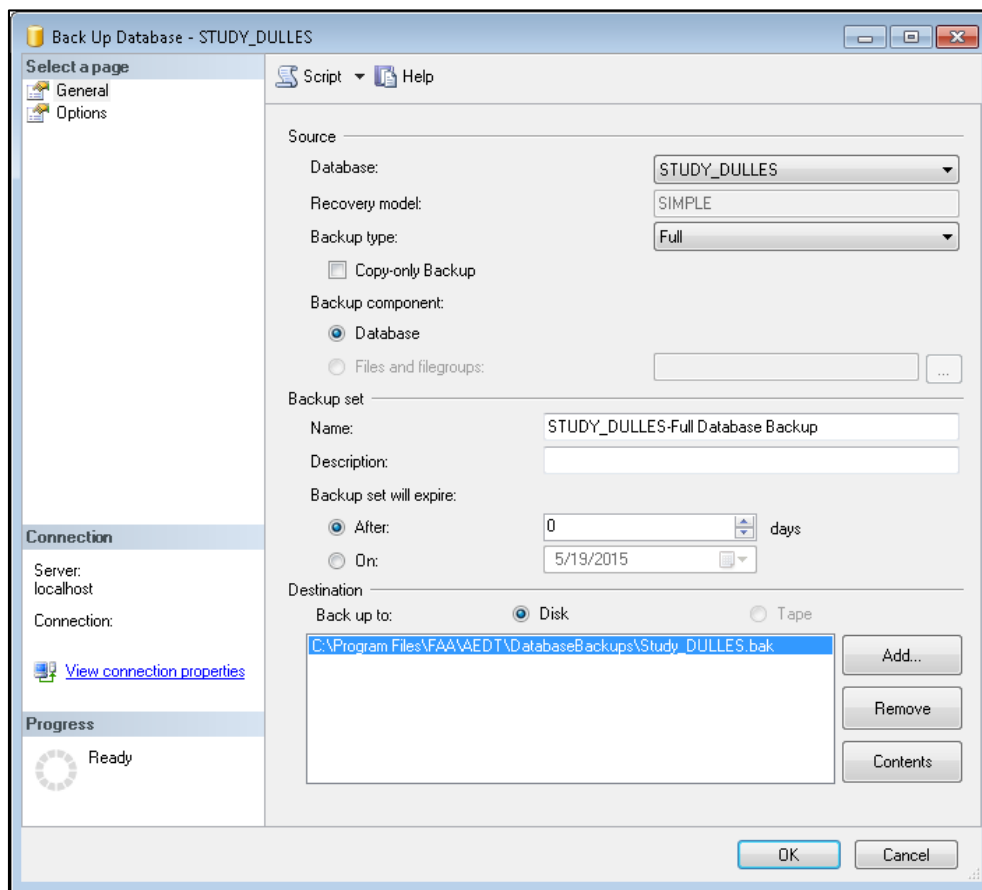 Back Up Database - STUDY_DULLES
Select a page
General
Options
Script
Help
Source
Database:
STUDY_DULLES
Recovery model:
SIMPLE
Backup type:
Full
Copy-only Backup
Backup component:
Database
Files and filegroups:
...
Backup set
Name:
STUDY_DULLES-Full Database Backup
Description:
Backup set will expire:
After:
0
days
On:
5/19/2015
Destination
Back up to:
Disk
Tape
C:\Program Files\FAA\AEDT\DatabaseBackups\Study_DULLES.bak
Add...
Remove
Contents
Connection
Server:
localhost
Connection:
View connection properties
Progress
Ready
OK
Cancel